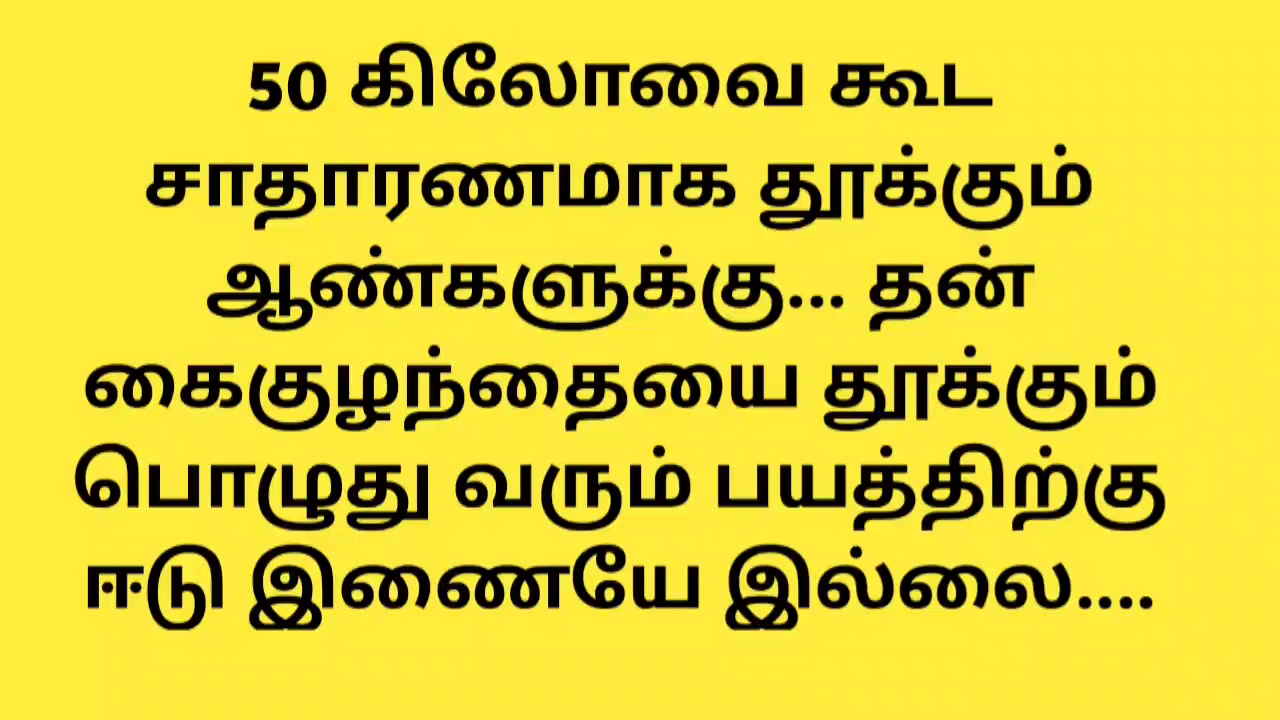 50 கிலோவை கூட
சாதாரணமாக தூக்கும்
ஆண்களுக்கு... தன்
கைகுழந்தையை தூக்கும்
பொழுது வரும் பயத்திற்கு
ஈடு இணையே இல்லை....